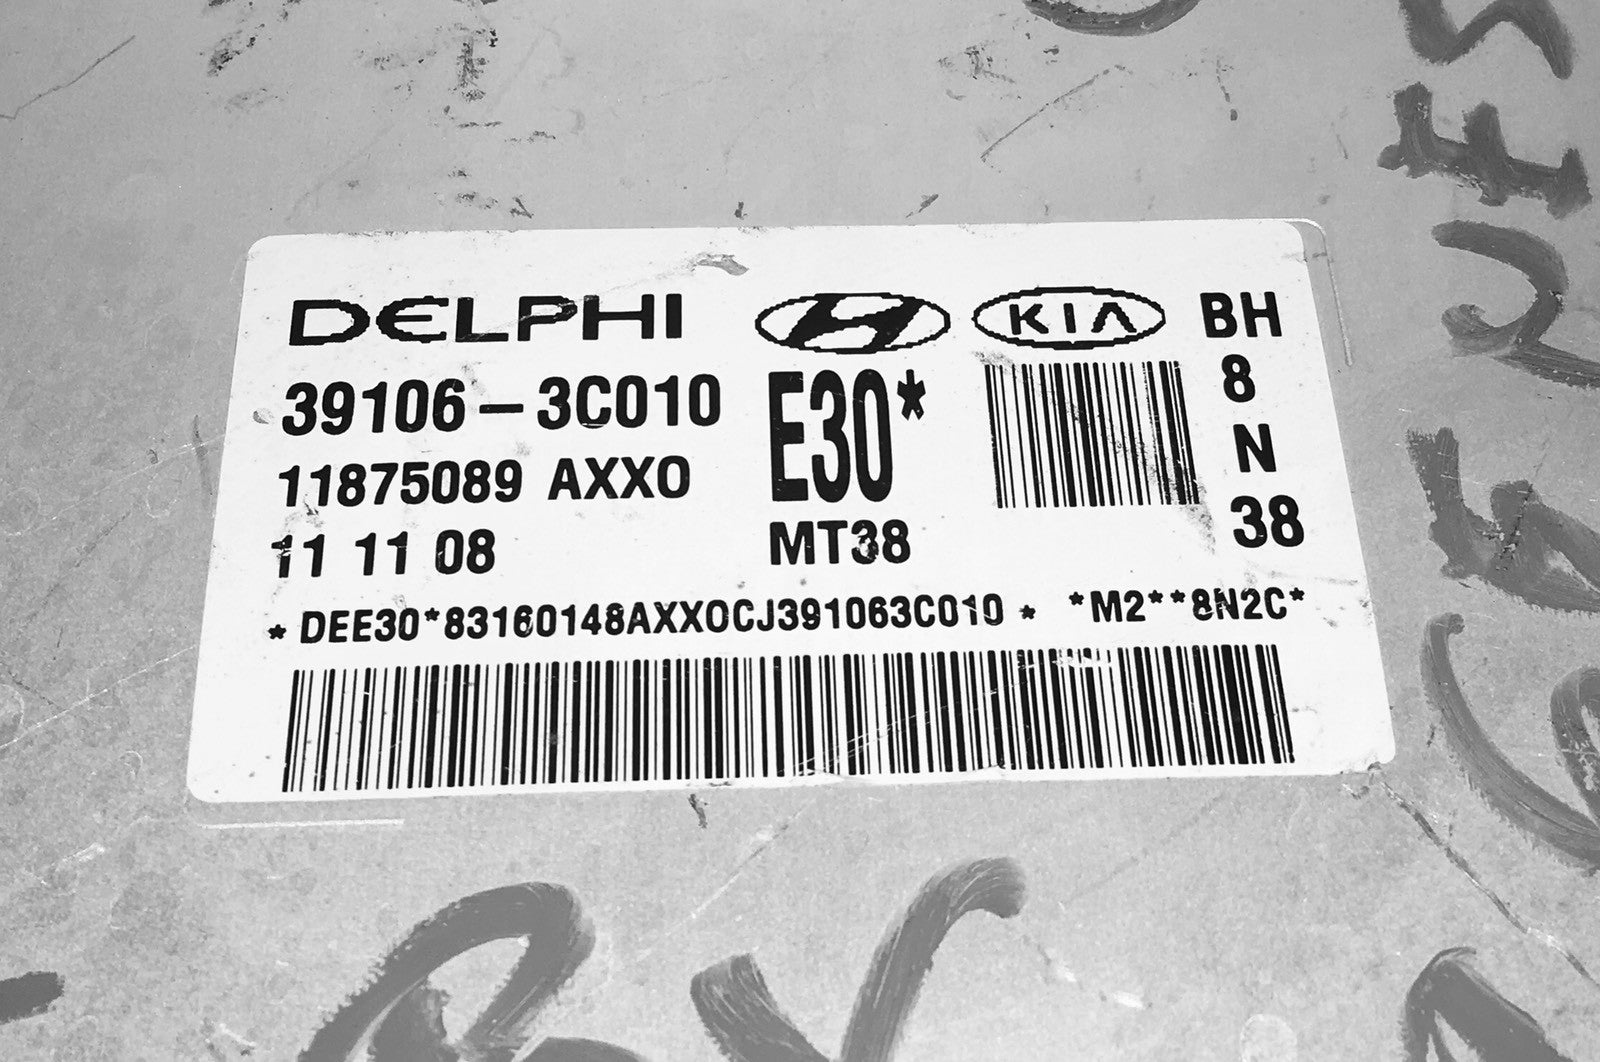 DELPHI KIA BH
39106-3C010 E30* 8
11875089 AXXO N
11 11 08 MT38 38
*DEE30*83160148AXXOCJ391063C010* *M2**8N2C*